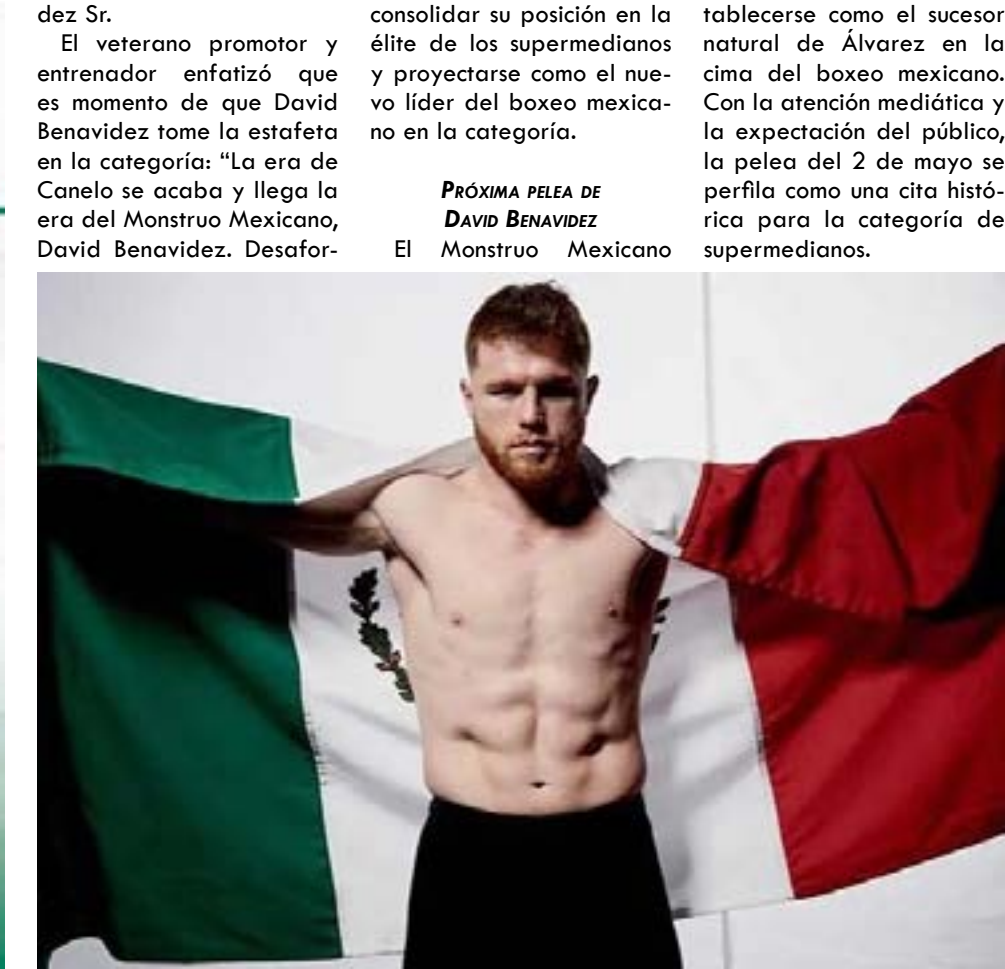 dez Sr.
El veterano promotor y
entrenador enfatizó que
es momento de que David
Benavidez tome la estafeta
en la categoría: “La era de
Canelo se acaba y llega la
era del Monstruo Mexicano,
David Benavidez. Desafor-
consolidar su posición en la
élite de los supermedianos
y proyectarse como el nue-
vo líder del boxeo mexica-
no en la categoría.
Próxima pelea de
David Benavidez
El Monstruo Mexicano
tablecerse como el sucesor
natural de Álvarez en la
cima del boxeo mexicano.
Con la atención mediática y
la expectación del público,
la pelea del 2 de mayo se
perfila como una cita histó-
rica para la categoría de
supermedianos.